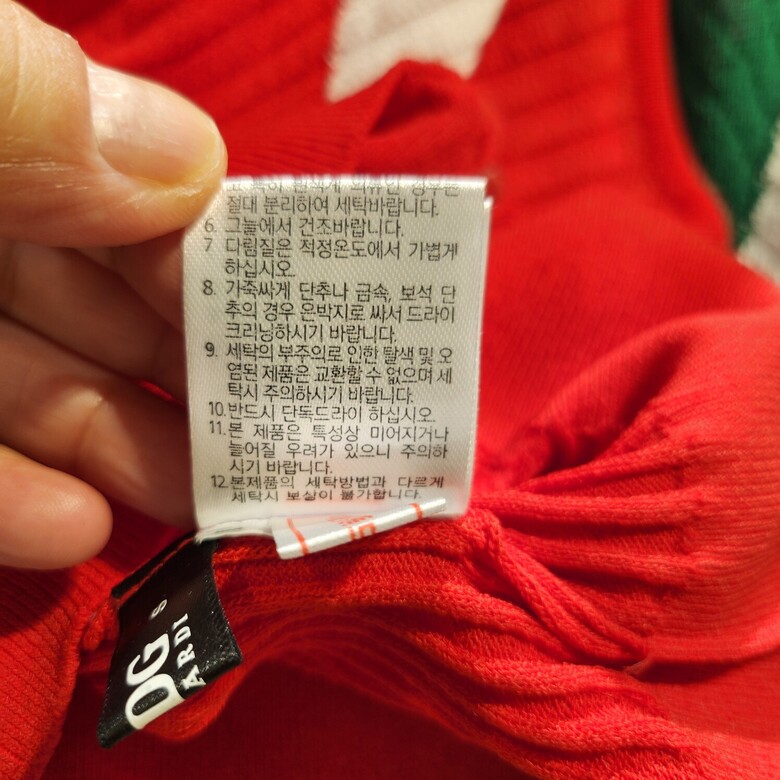 절대 분리하여 세탁바랍니다.
6. 그늘에서 건조바랍니다.
7 다림질은 적정온도에서 가볍게
하십시오.
8. 가죽싸게 단추나 금속, 보석 단
추의 경우 은박지로 싸서 드라이
크리닝하시기 바랍니다.
9. 세탁의 부주의로 인한 탈색 및 오
염된 제품은 교환할 수 없으며 세
탁시 주의하시기 바랍니다.
10.반드시 단독드라이 하십시오.
11.본 제품은 특성상 미어지거나
늘어질 우려가 있으니 주의하
시기 바랍니다.
12.본제품의 세탁방법과 다르게
세탁시 보상이 불가합니다.
DG S
ARDI